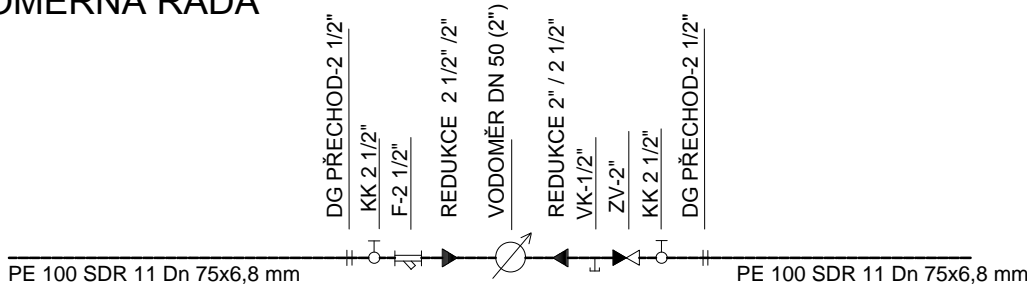 OMĚRNÁ ŘADA
DG PŘECHOD-2 1/2"
KK 2 1/2"
F-2 1/2"
REDUKCE 2 1/2" /2"
VODOMĚR DN 50 (2")
REDUKCE 2" / 2 1/2"
VK-1/2"
ZV-2"
KK 2 1/2"
DG PŘECHOD-2 1/2"
PE 100 SDR 11 Dn 75x6,8 mm
PE 100 SDR 11 Dn 75x6,8 mm